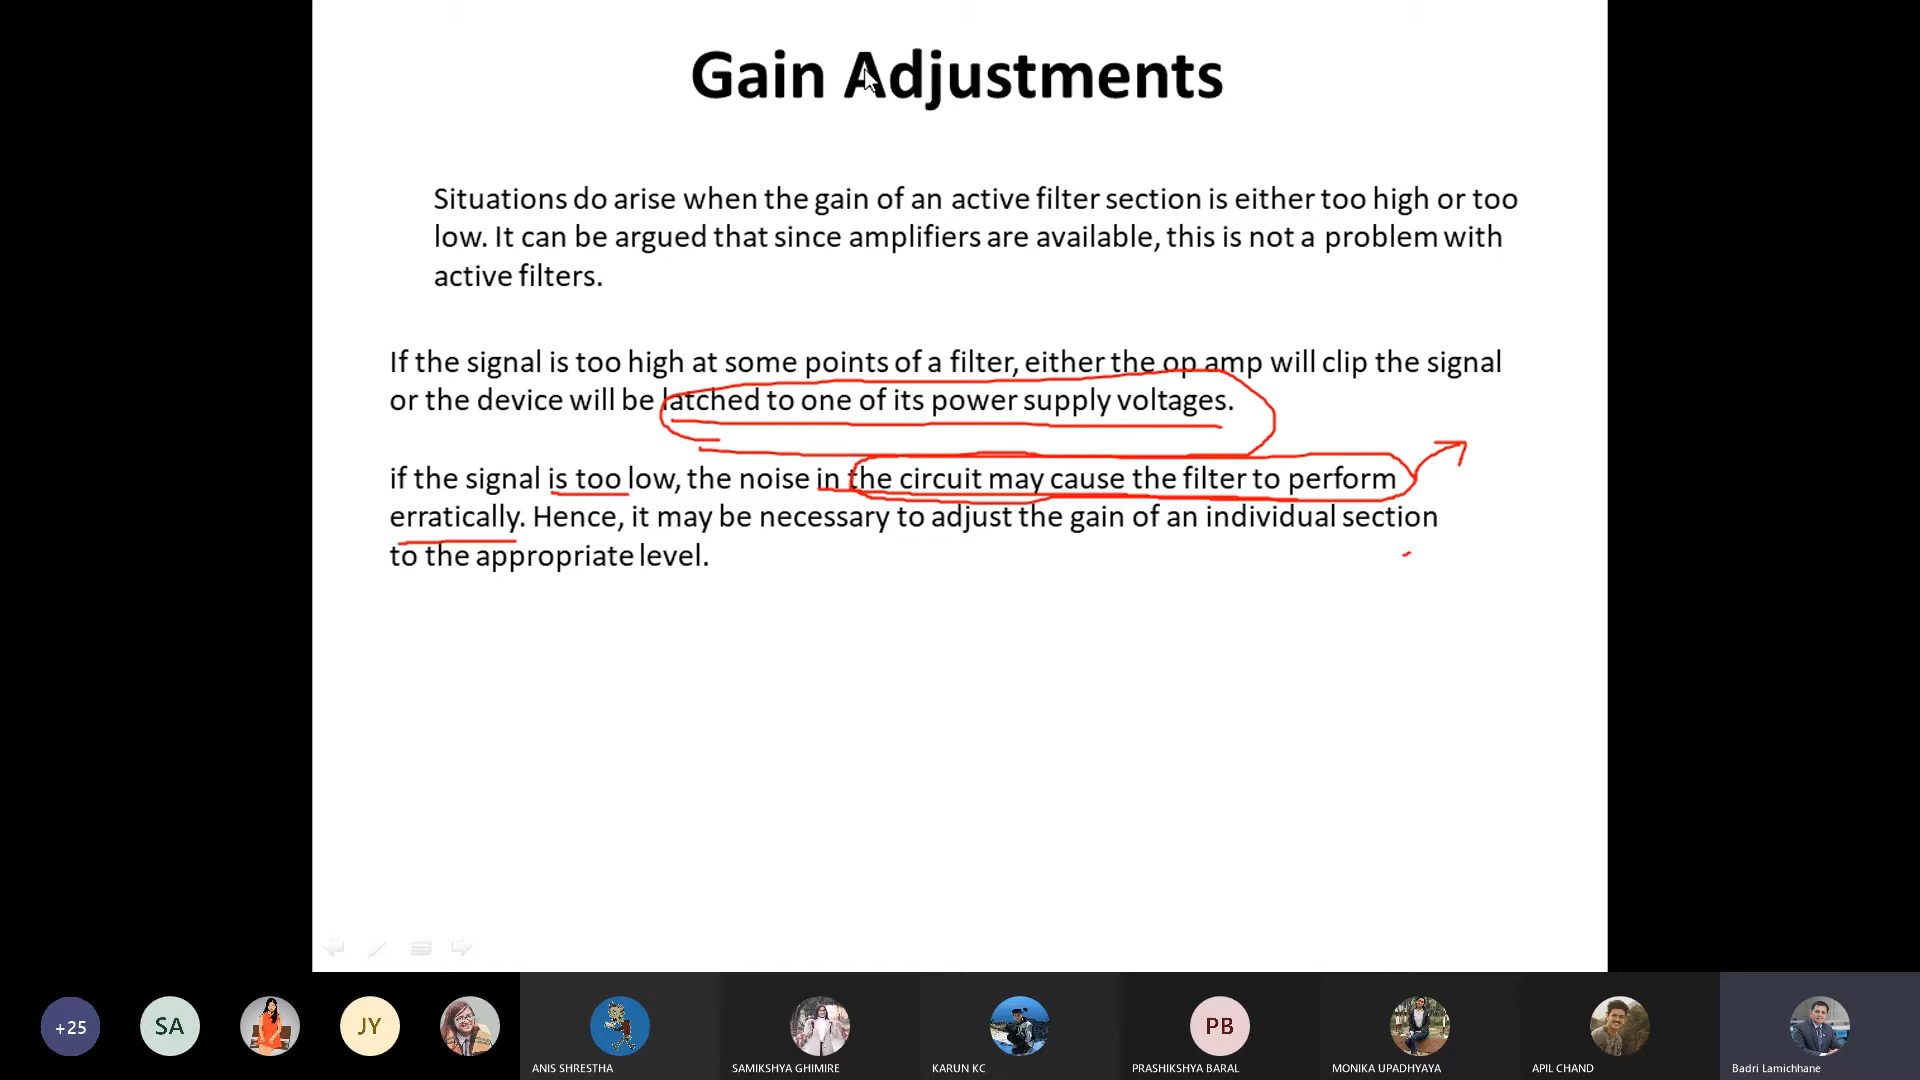 Gain Adjustments
Situations do arise when the gain of an active filter section is either too high or too
low. It can be argued that since amplifiers are available, this is not a problem with
active filters.
If the signal is too high at some points of a filter, either the op amp will clip the signal
or the device will be latched to one of its power supply voltages.
if the signal is too low, the noise in the circuit may cause the filter to perform
erratically. Hence, it may be necessary to adjust the gain of an individual section
to the appropriate level.
+25
SA
JY
PB
ANIS SHRESTHA
SAMIKSHYA GHIMIRE
KARUN KC
PRASHIKSHYA BARAL
MONIKA UPADHYAYA
APIL CHAND
Badri Lamichhane